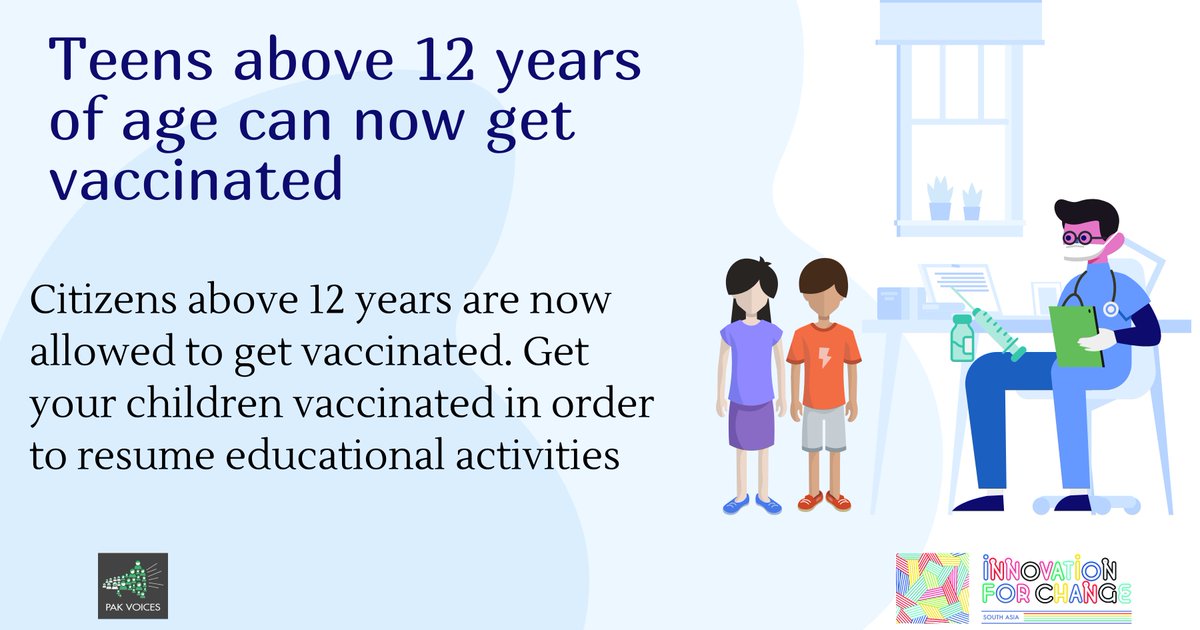 Teens above 12 years
of age can now get
vaccinated
Citizens above 12 years are now
allowed to get vaccinated. Get
your children vaccinated in order
to resume educational activities
PAK VOICES
INNOVATION
FOR CHANGE
SOUTH ASIA